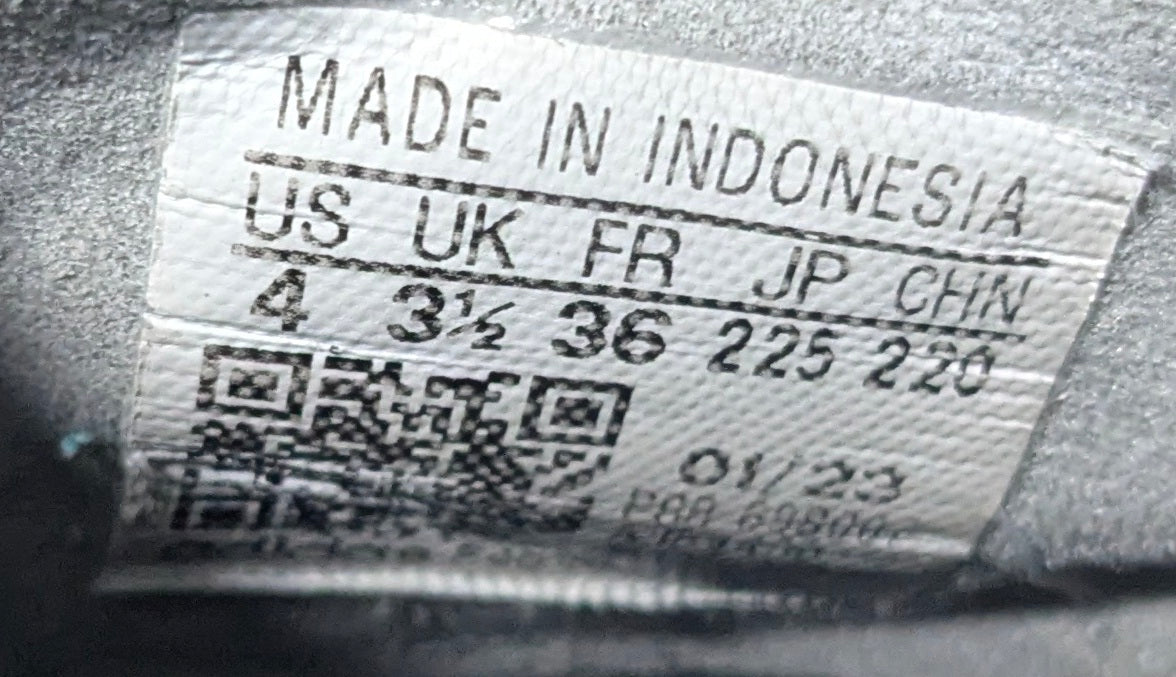 MADE IN INDONESIA
US UK FR JP CHN
4 3½ 36 225 220
01/23